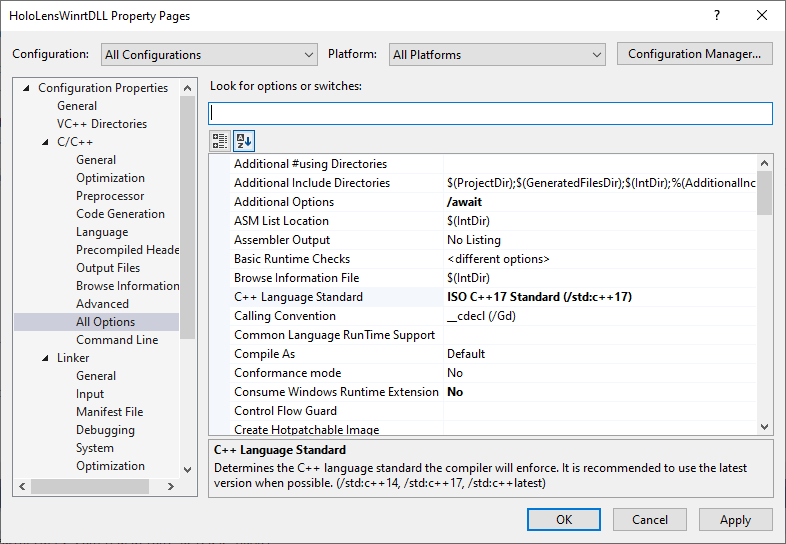 HoloLensWinrtDLL Property Pages
Configuration: All Configurations Platform: All Platforms Configuration Manager...
Configuration Properties
General
VC++ Directories
C/C++
General
Optimization
Preprocessor
Code Generation
Language
Precompiled Heade
Output Files
Browse Information
Advanced
All Options
Command Line
Linker
General
Input
Manifest File
Debugging
System
Optimization
Look for options or switches:
Additional #using Directories
Additional Include Directories $(ProjectDir);$(GeneratedFilesDir);$(IntDir);%(AdditionalInc
Additional Options /await
ASM List Location $(IntDir)
Assembler Output No Listing
Basic Runtime Checks <different options>
Browse Information File $(IntDir)
C++ Language Standard ISO C++17 Standard (/std:c++17)
Calling Convention __cdecl (/Gd)
Common Language RunTime Support
Compile As Default
Conformance mode No
Consume Windows Runtime Extension No
Control Flow Guard
Create Hotpatchable Image
C++ Language Standard
Determines the C++ language standard the compiler will enforce. It is recommended to use the latest
version when possible. (/std:c++14, /std:c++17, /std:c++latest)
OK Cancel Apply